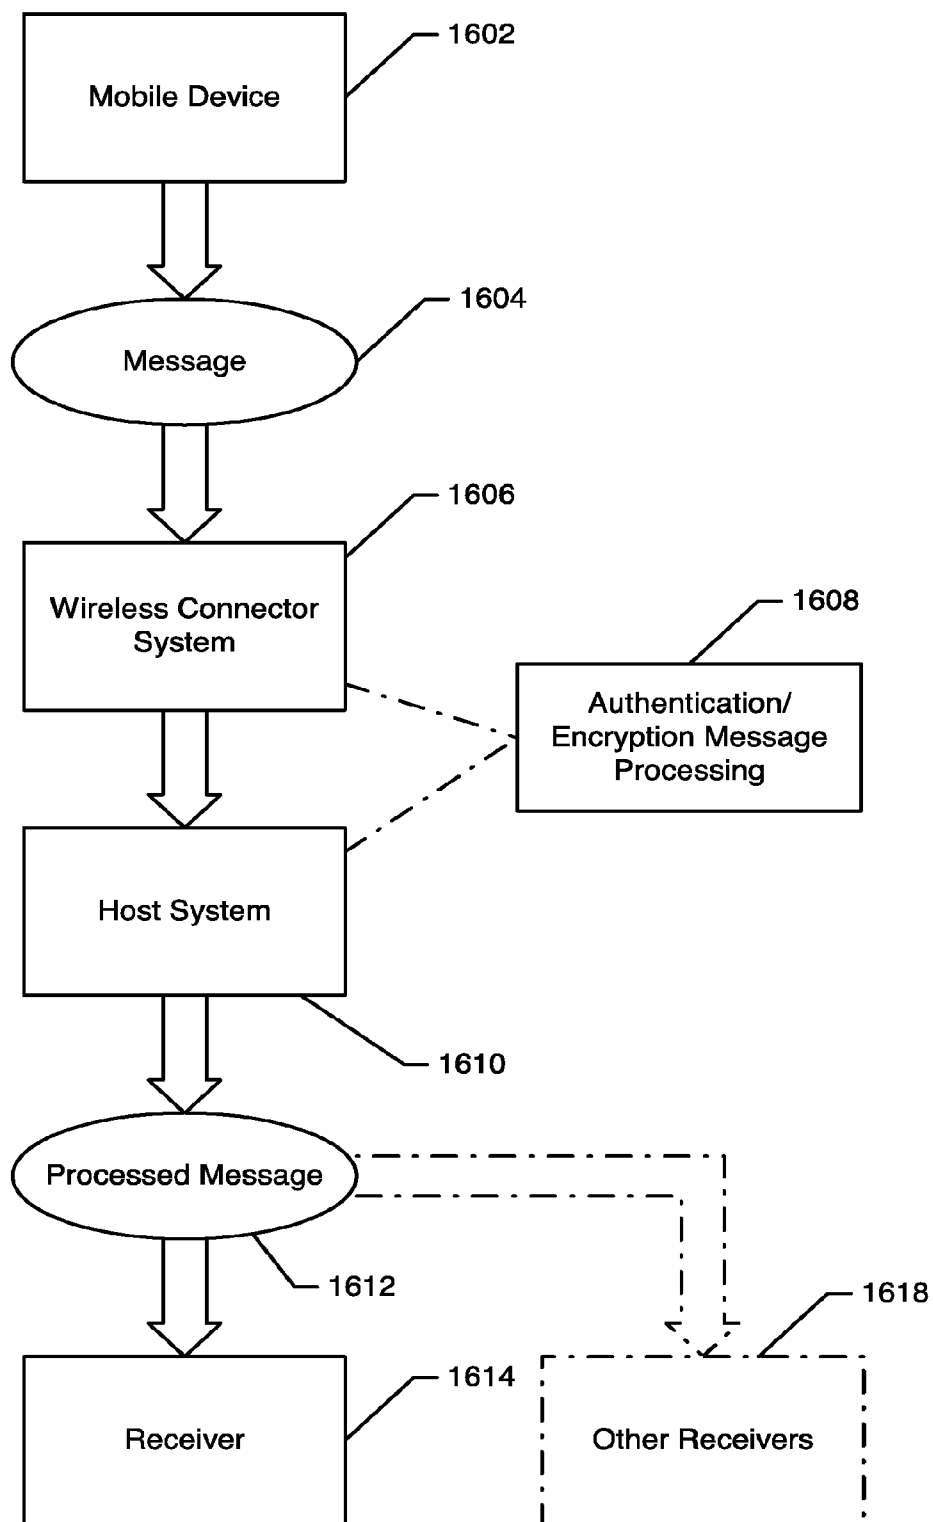 1602
Mobile Device
1604
Message
1606
Wireless Connector
System
1608
Authentication/
Encryption Message
Processing
Host System
1610
Processed Message
1612
1618
1614
Receiver
Other Receivers